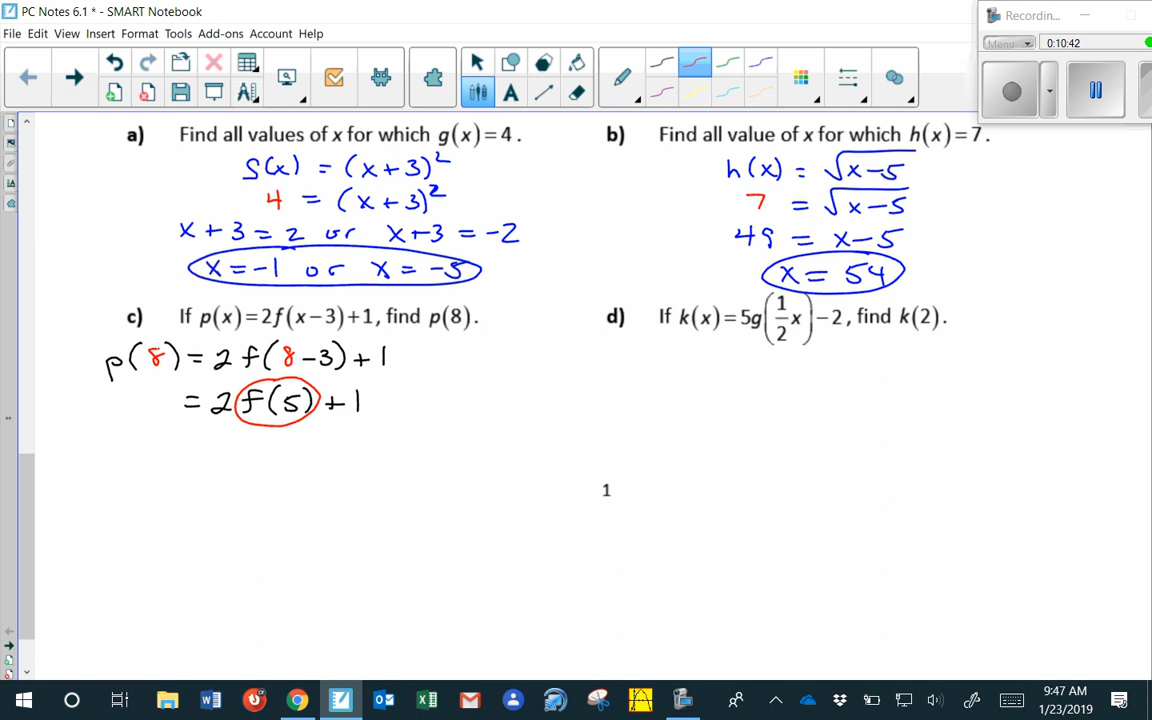 PC Notes 6.1 * - SMART Notebook
File Edit View Insert Format Tools Add-ons Account Help
Recordin...
Menu
0:10:42
A
a) Find all values of x for which g(x)=4.
g(x) = (x+3)²
4 = (x+3)²
x+3=2 or x+3=-2
x=-1 or x=-5
b) Find all value of x for which h(x)=7.
h(x) = √x-5
7 = √x-5
49 = x-5
x = 54
c) If p(x)=2f(x-3)+1, find p(8).
p(8) = 2f(8-3)+1
= 2f(5)+1
d) If k(x)=5g(1/2 x)-2, find k(2).
1
9:47 AM
1/23/2019